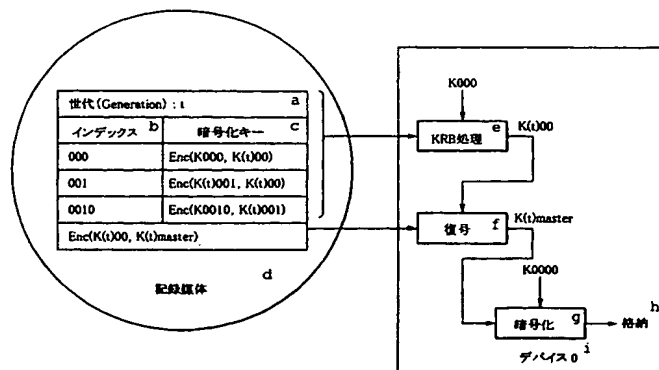 世代(Generation) : t a
インデックス b 暗号化キー c
000 Enc(K000, K(t)00)
001 Enc(K(t)001, K(t)00)
0010 Enc(K0010, K(t)001)
Enc(K(t)00, K(t)master)
記録媒体 d
K000
KRB処理 e
K(t)00
復号 f
K(t)master
K0000
暗号化 g
格納 h
デバイス0 i